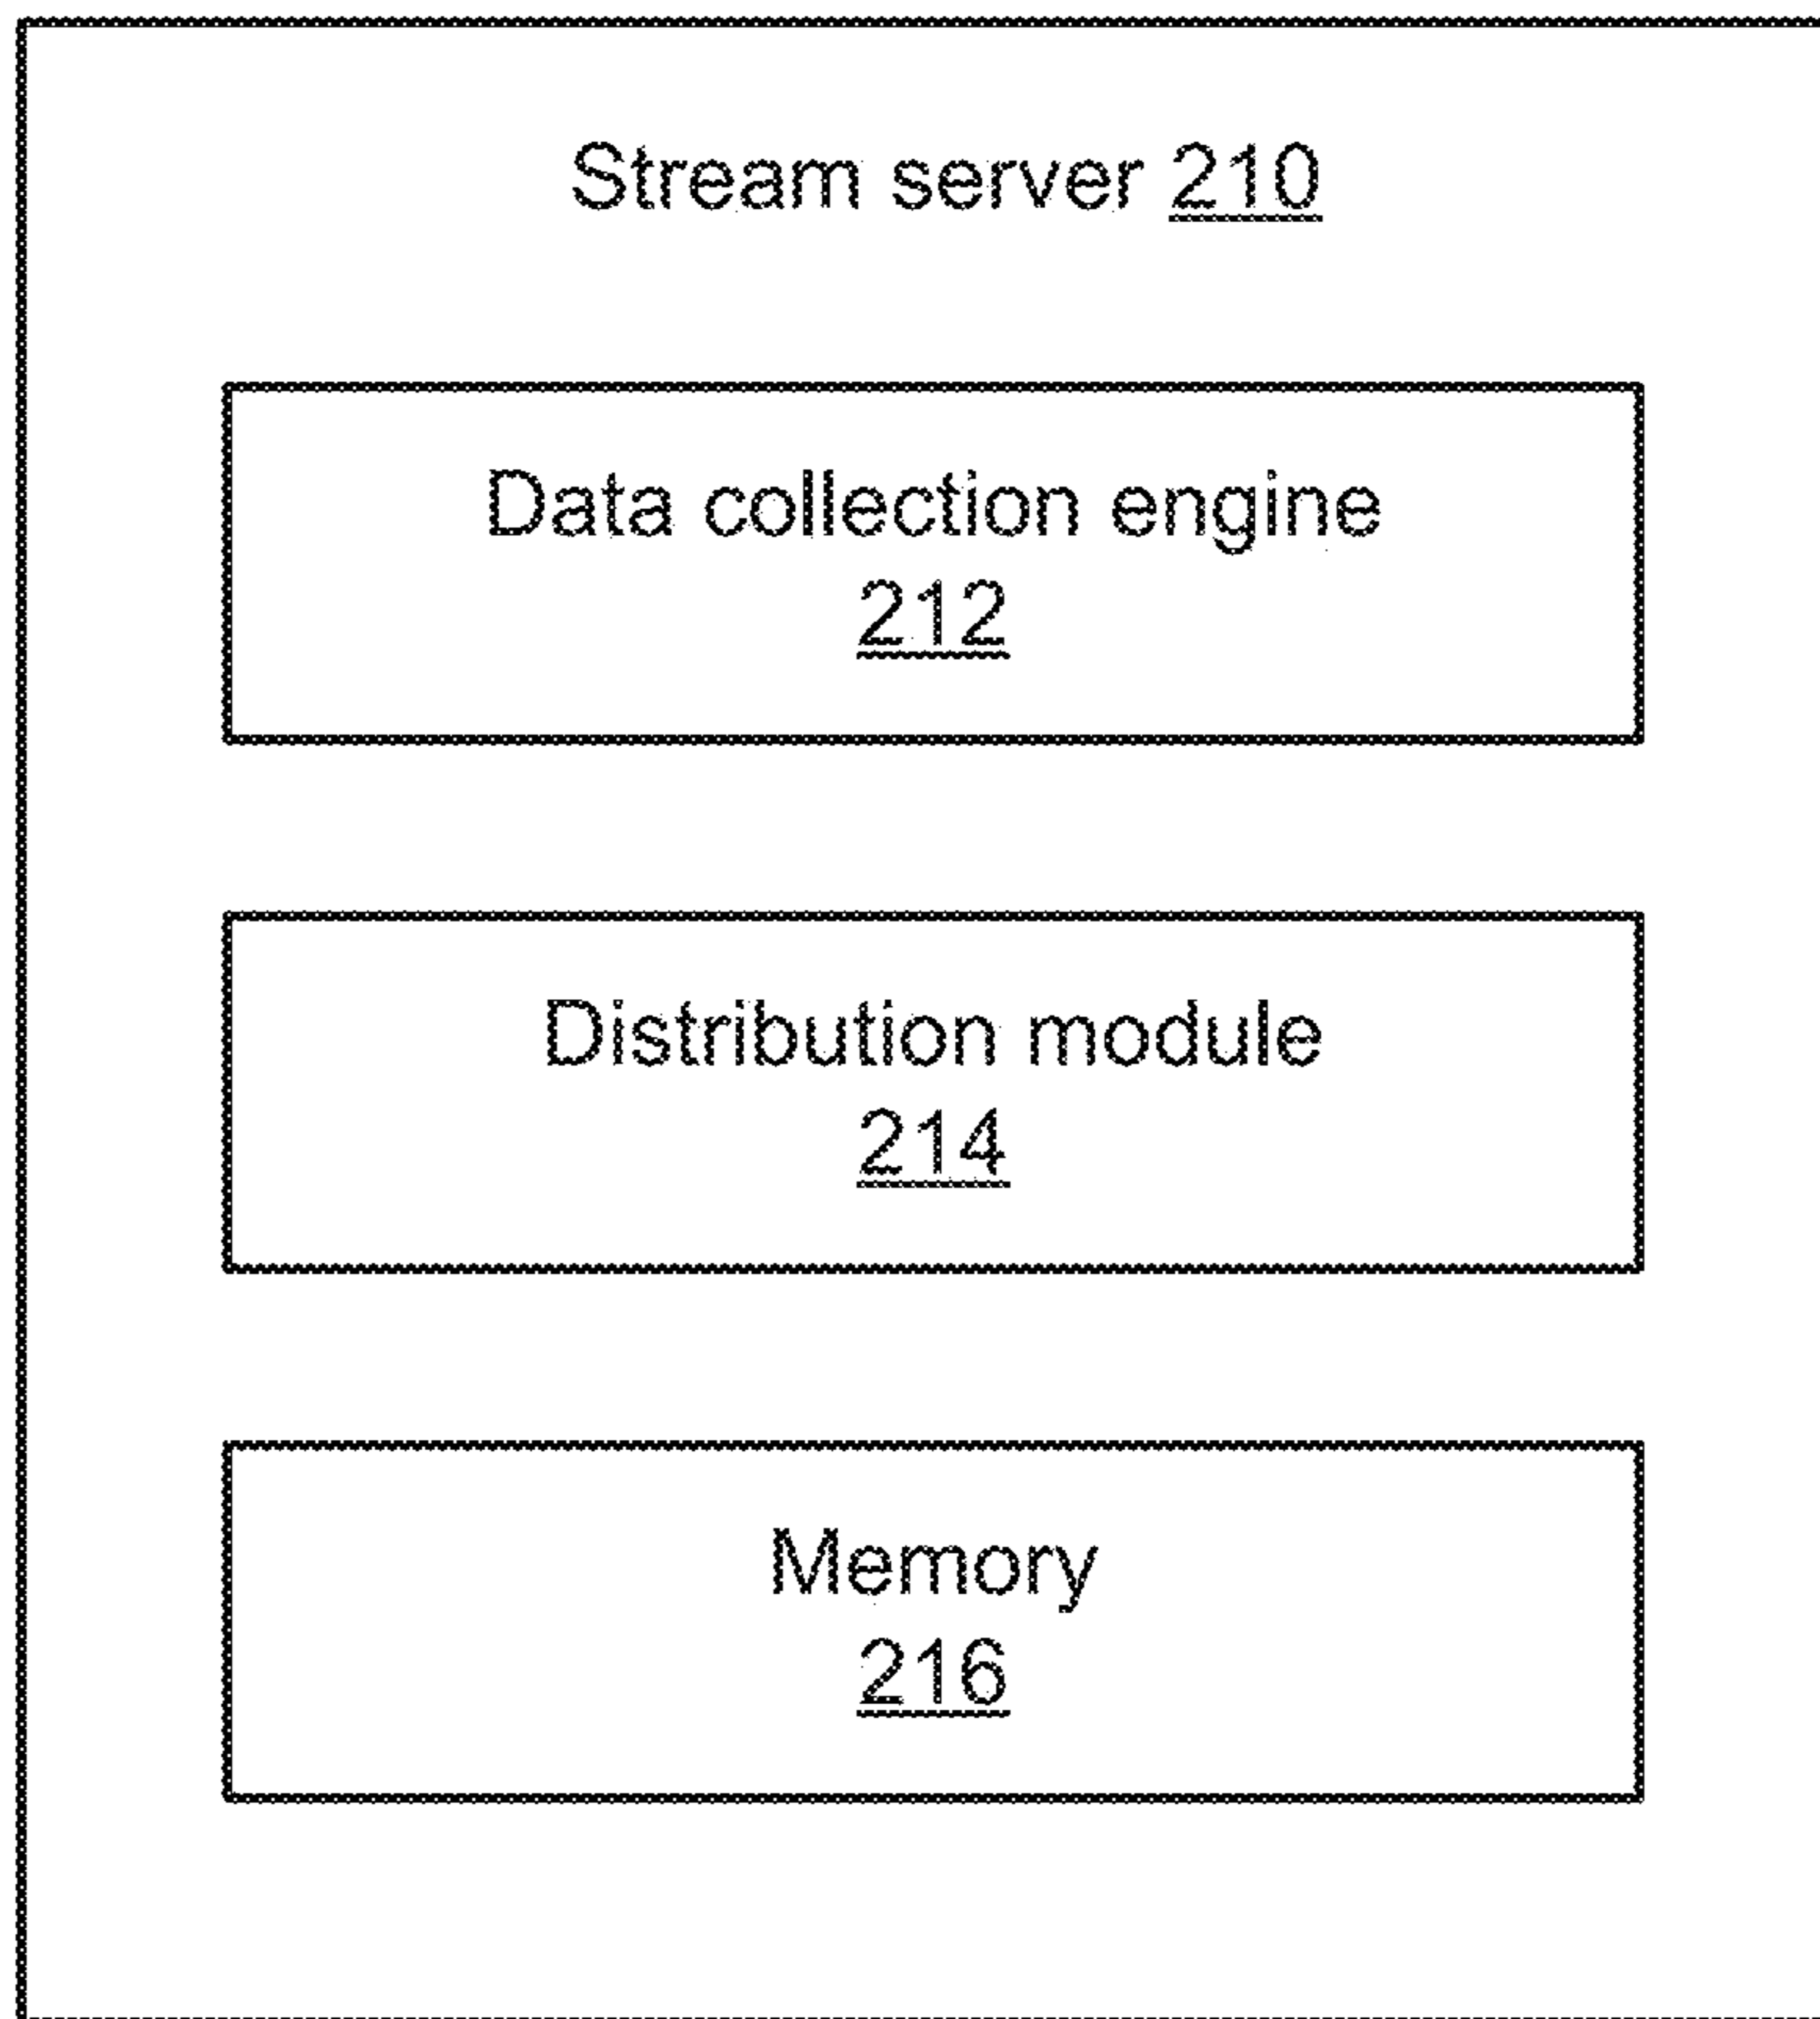 Stream server 210
Data collection engine
212
Distribution module
214
Memory
216